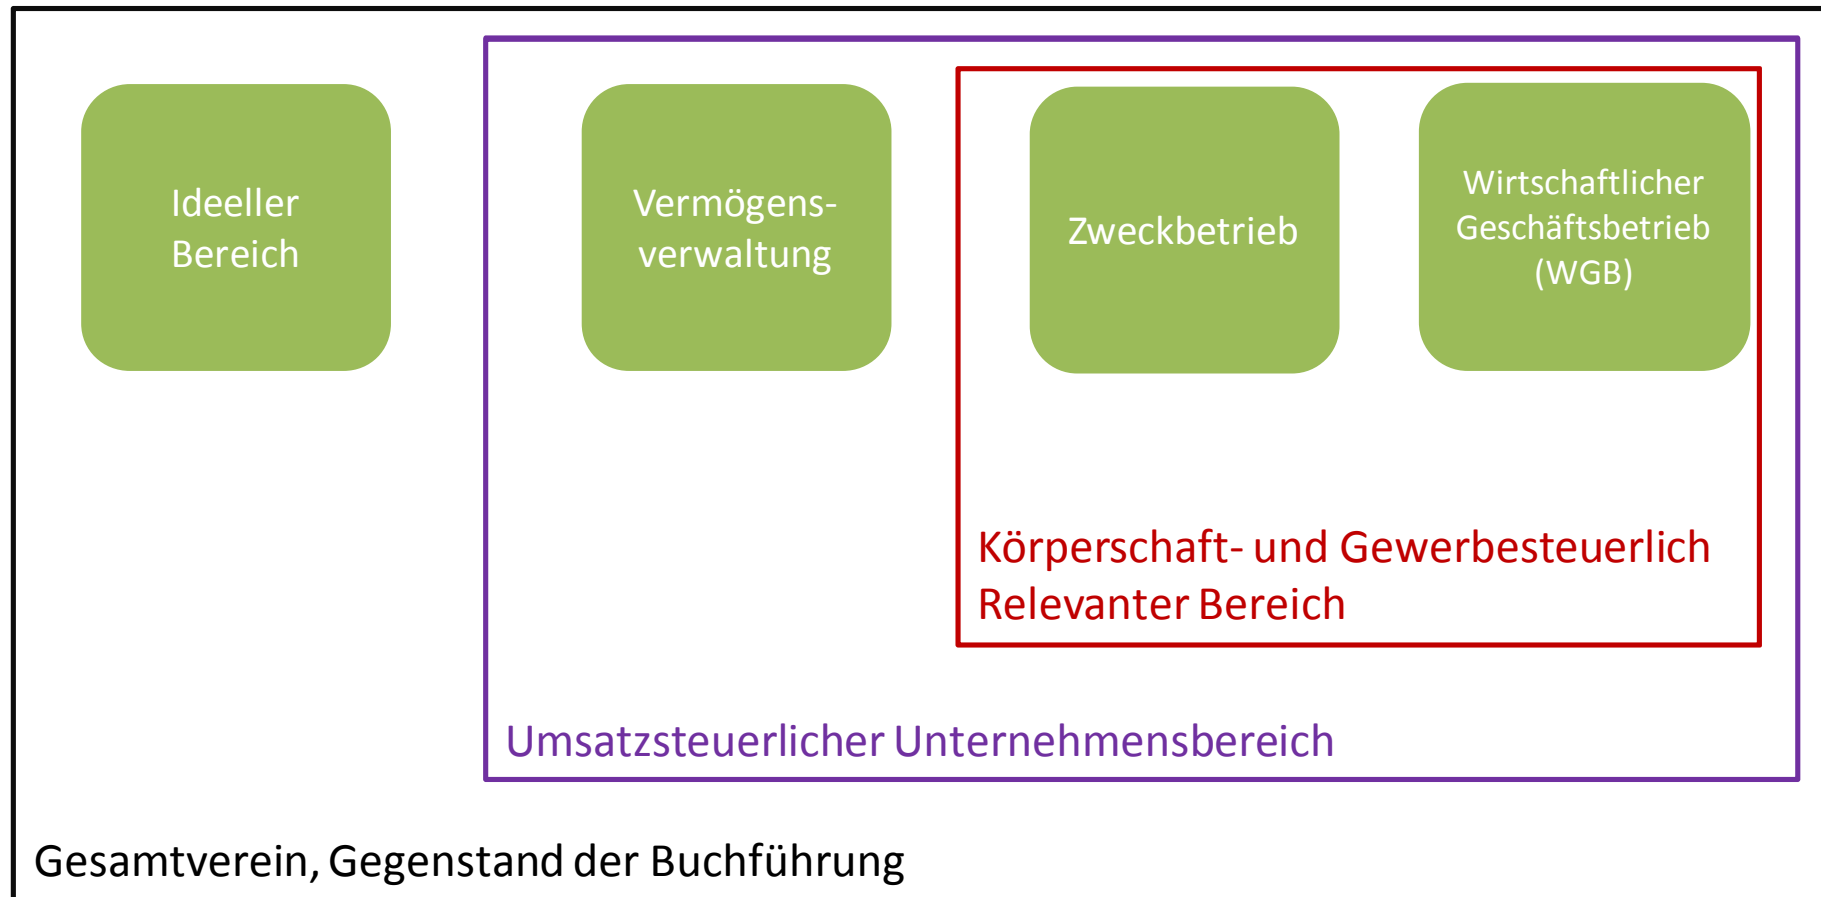 Ideeller
Bereich
Vermögens-
verwaltung
Zweckbetrieb
Wirtschaftlicher
Geschäftsbetrieb
(WGB)
Körperschaft- und Gewerbesteuerlich
Relevanter Bereich
Umsatzsteuerlicher Unternehmensbereich
Gesamtverein, Gegenstand der Buchführung